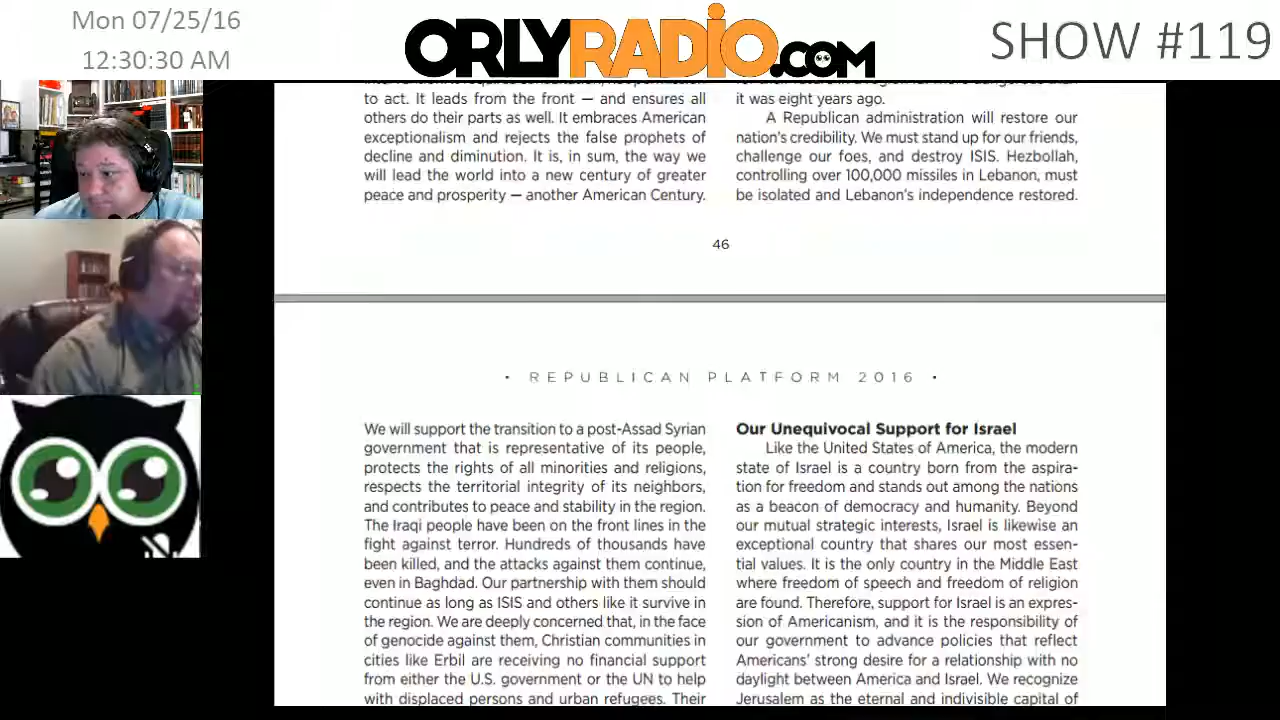 Mon 07/25/16
12:30:30 AM
ORLYRADIO.COM
SHOW #119
to act. It leads from the front — and ensures all
others do their parts as well. It embraces American
exceptionalism and rejects the false prophets of
decline and diminution. It is, in sum, the way we
will lead the world into a new century of greater
peace and prosperity — another American Century.
it was eight years ago.
A Republican administration will restore our
nation's credibility. We must stand up for our friends,
challenge our foes, and destroy ISIS. Hezbollah,
controlling over 100,000 missiles in Lebanon, must
be isolated and Lebanon's independence restored.
46
• REPUBLICAN PLATFORM 2016 •
We will support the transition to a post-Assad Syrian
government that is representative of its people,
protects the rights of all minorities and religions,
respects the territorial integrity of its neighbors,
and contributes to peace and stability in the region.
The Iraqi people have been on the front lines in the
fight against terror. Hundreds of thousands have
been killed, and the attacks against them continue,
even in Baghdad. Our partnership with them should
continue as long as ISIS and others like it survive in
the region. We are deeply concerned that, in the face
of genocide against them, Christian communities in
cities like Erbil are receiving no financial support
from either the U.S. government or the UN to help
with displaced persons and urban refugees. Their
Our Unequivocal Support for Israel
Like the United States of America, the modern
state of Israel is a country born from the aspira-
tion for freedom and stands out among the nations
as a beacon of democracy and humanity. Beyond
our mutual strategic interests, Israel is likewise an
exceptional country that shares our most essen-
tial values. It is the only country in the Middle East
where freedom of speech and freedom of religion
are found. Therefore, support for Israel is an expres-
sion of Americanism, and it is the responsibility of
our government to advance policies that reflect
Americans' strong desire for a relationship with no
daylight between America and Israel. We recognize
Jerusalem as the eternal and indivisible capital of